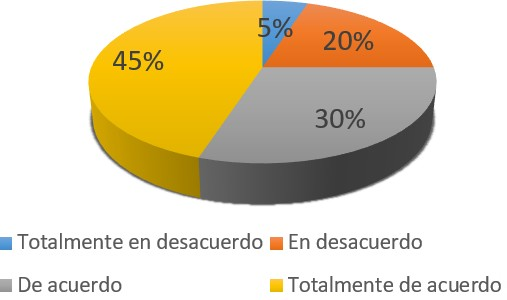 5%
20%
45%
30%
Totalmente en desacuerdo En desacuerdo
De acuerdo Totalmente de acuerdo